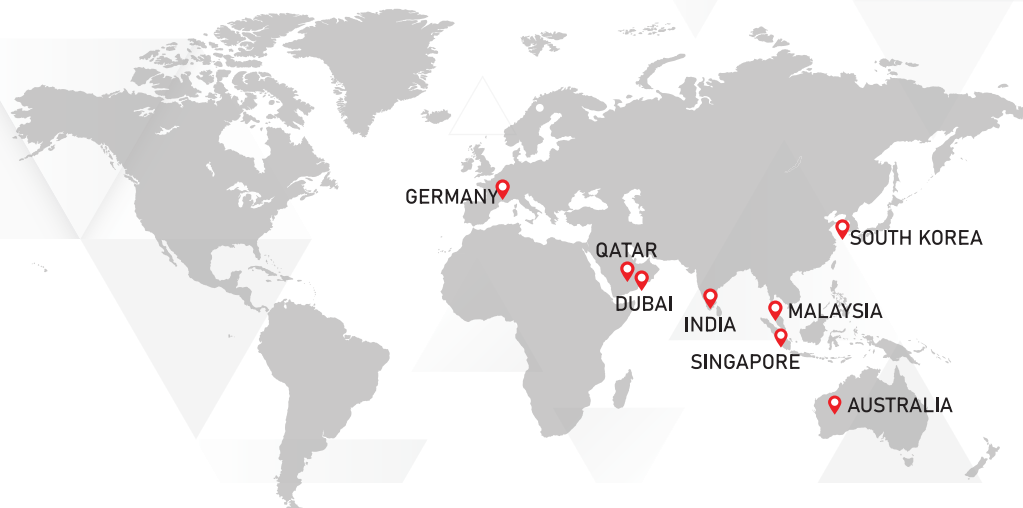 GERMANY
SOUTH KOREA
QATAR
DUBAI
INDIA
MALAYSIA
SINGAPORE
AUSTRALIA